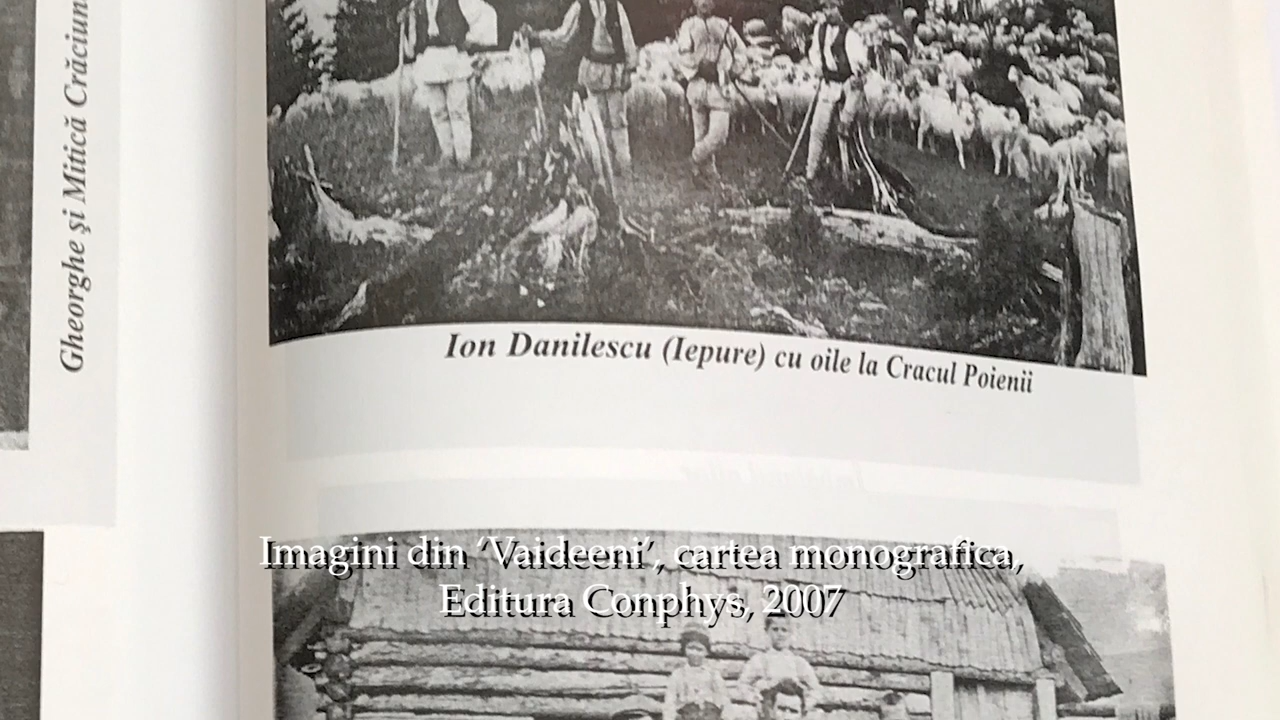 Gheorghe și Mitică Crăciun
Ion Danilescu (Iepure) cu oile la Cracul Poienii
Imagini din ‘Vaideeni’, cartea monografica,
Editura Conphys, 2007